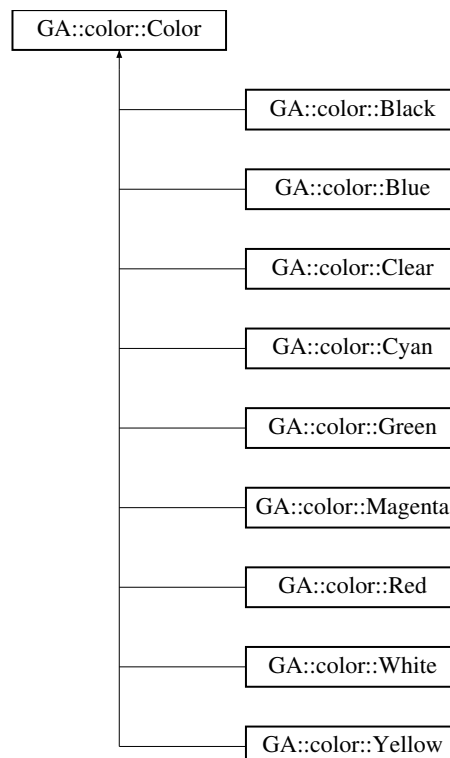 GA::color::Color
GA::color::Black
GA::color::Blue
GA::color::Clear
GA::color::Cyan
GA::color::Green
GA::color::Magenta
GA::color::Red
GA::color::White
GA::color::Yellow